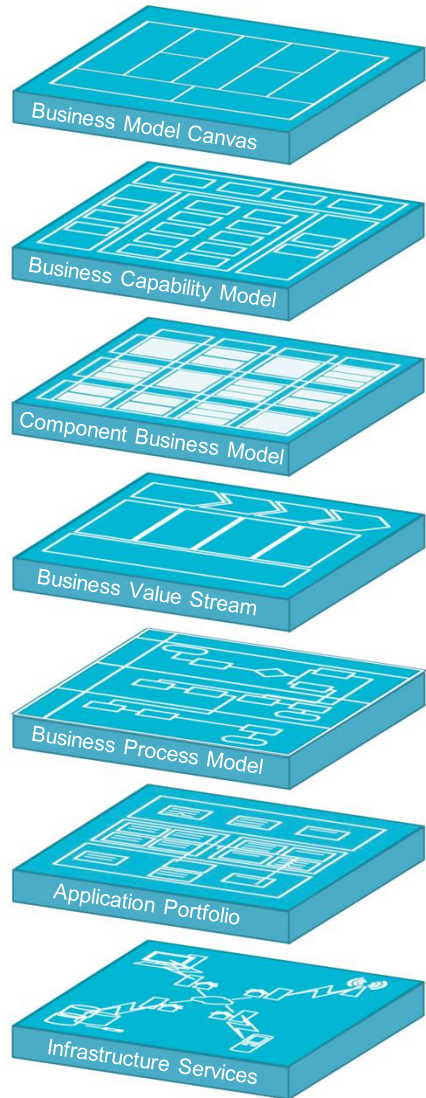 Business Model Canvas
Business Capability Model
Component Business Model
Business Value Stream
Business Process Model
Application Portfolio
Infrastructure Services